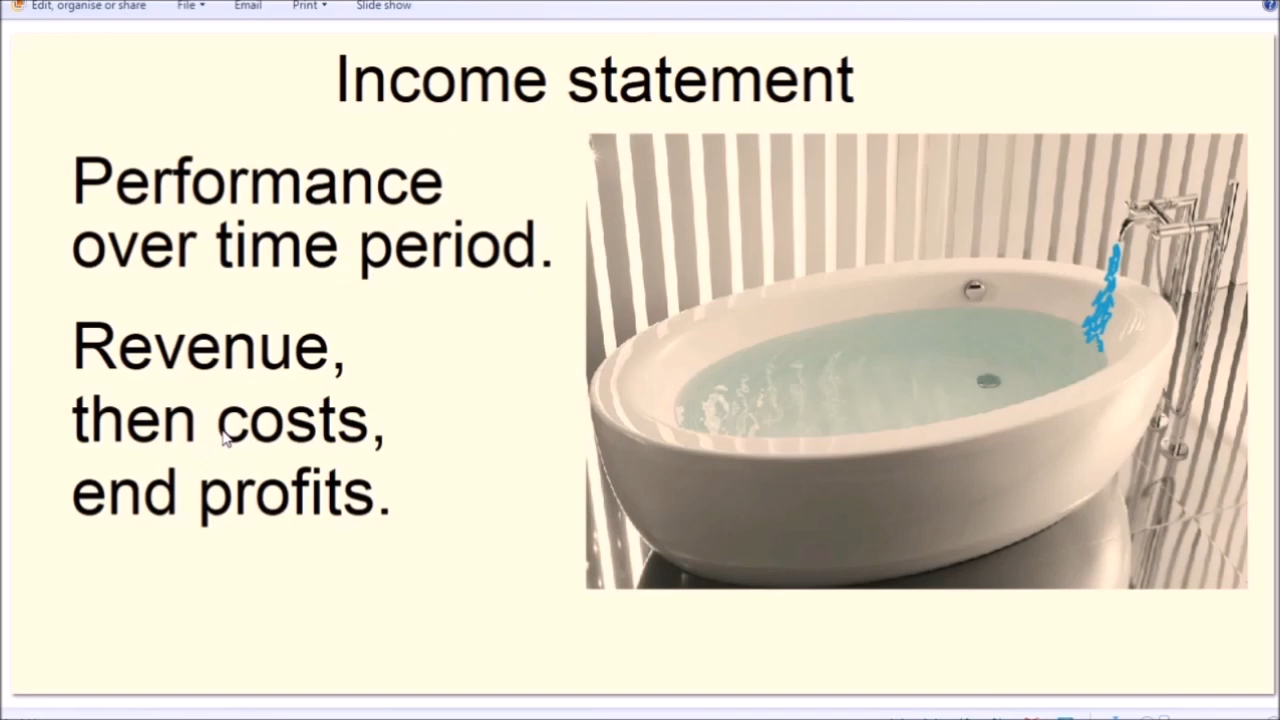 Edit, organise or share File Email Print Slide show
Income statement
Performance
over time period.
Revenue,
then costs,
end profits.